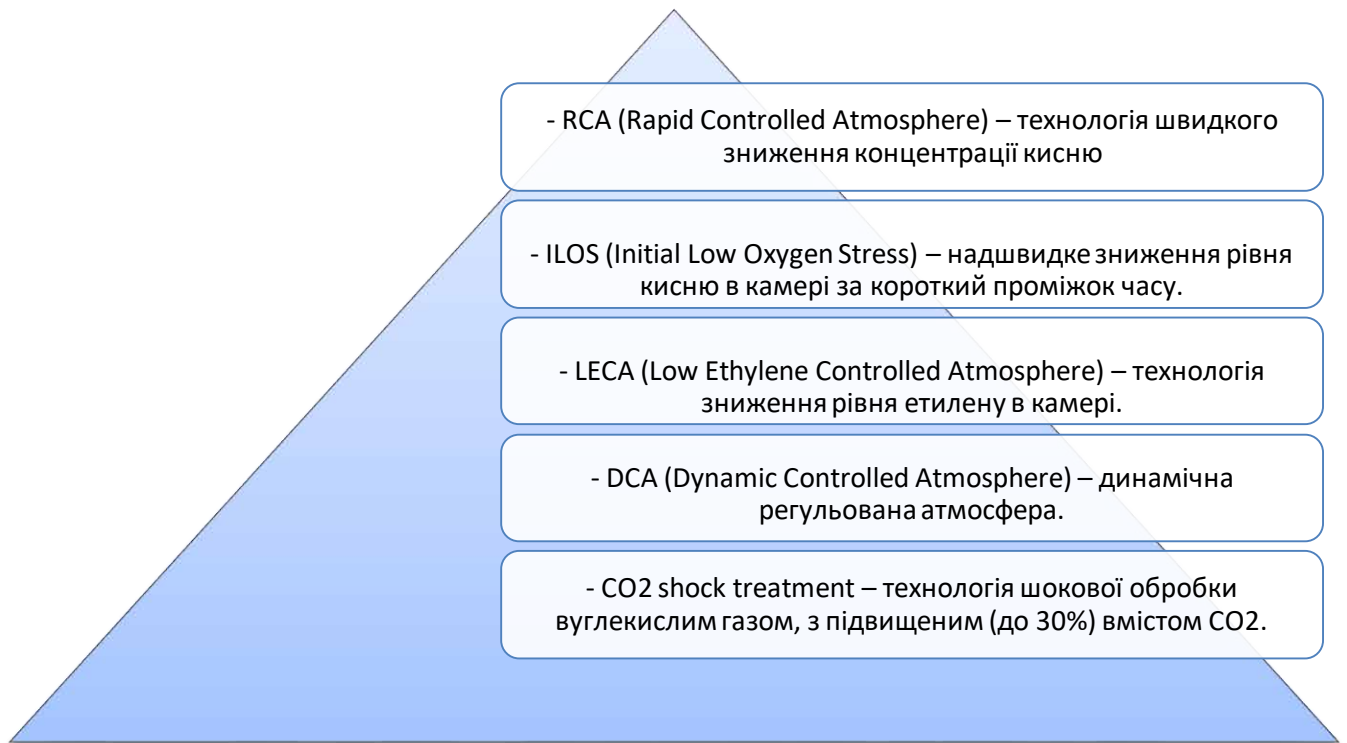 - RCA (Rapid Controlled Atmosphere) – технологія швидкого
зниження концентрації кисню
- ILOS (Initial Low Oxygen Stress) – надшвидке зниження рівня
кисню в камері за короткий проміжок часу.
- LECA (Low Ethylene Controlled Atmosphere) – технологія
зниження рівня етилену в камері.
- DCA (Dynamic Controlled Atmosphere) – динамічна
регульована атмосфера.
- CO2 shock treatment – технологія шокової обробки
вуглекислим газом, з підвищеним (до 30%) вмістом CO2.